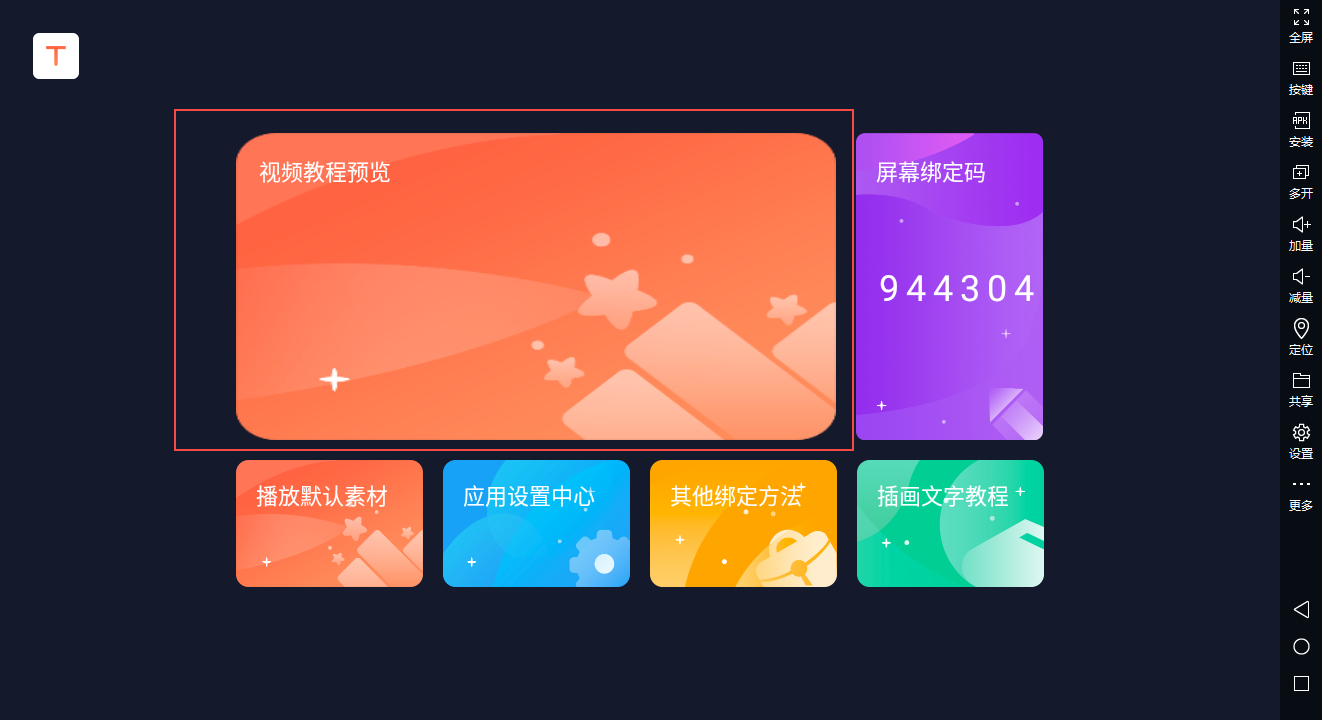 T
视频教程预览
屏幕绑定码
944304
播放默认素材
应用设置中心
其他绑定方法
插画文字教程
全屏
按键
APK
安装
多开
加量
减量
定位
共享
设置
更多